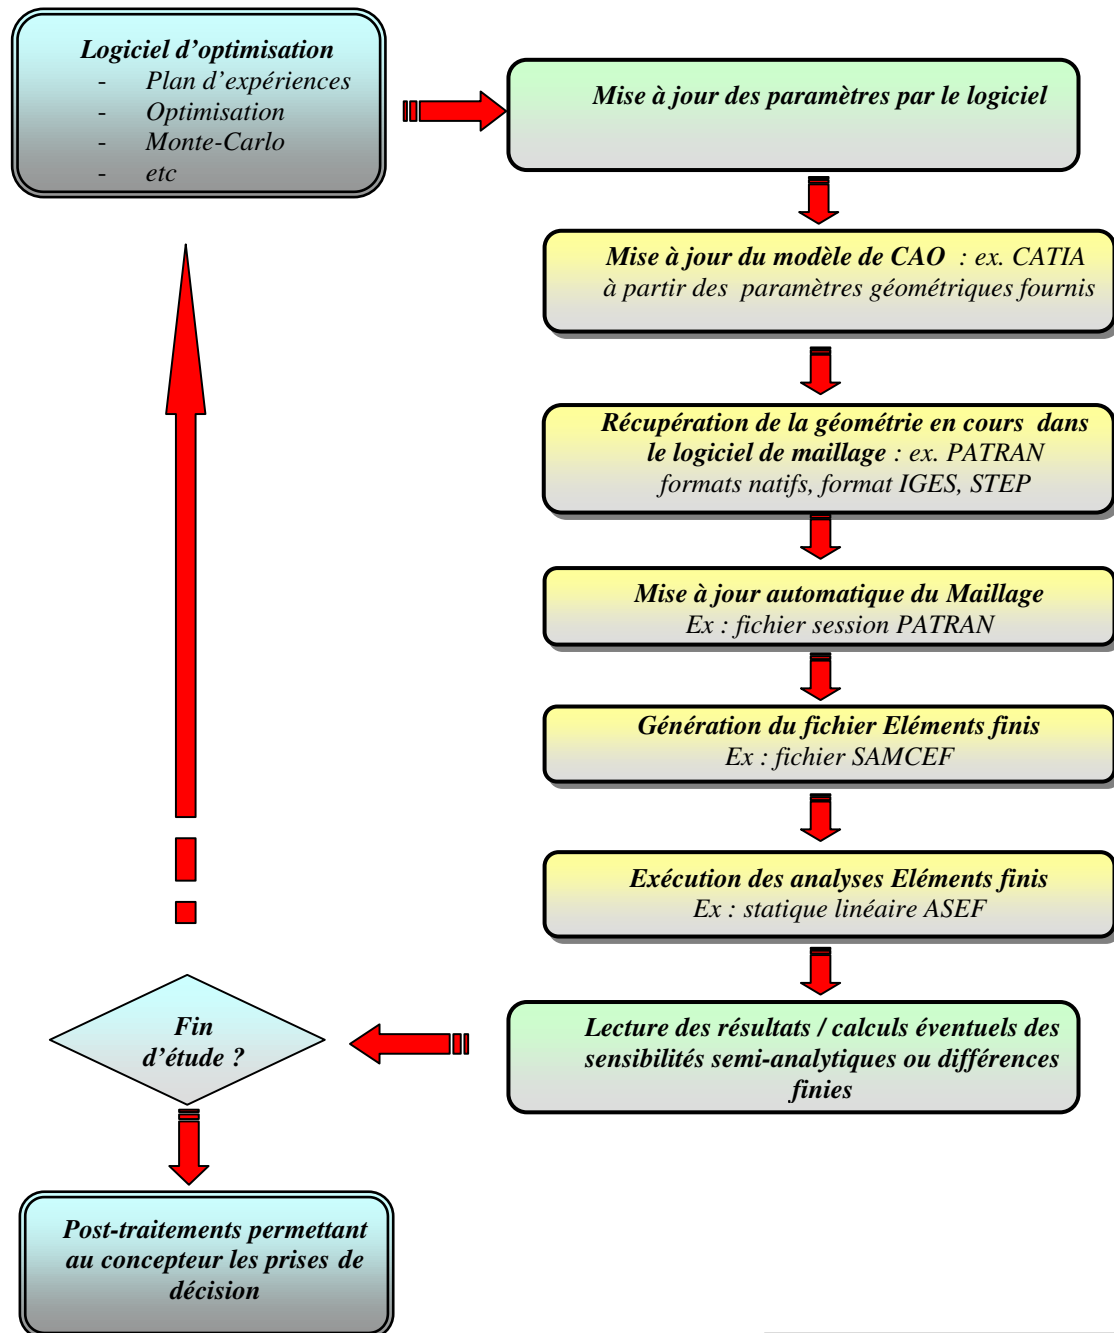 Logiciel d’optimisation
- Plan d’expériences
- Optimisation
- Monte-Carlo
- etc
Mise à jour des paramètres par le logiciel
Mise à jour du modèle de CAO : ex. CATIA
à partir des paramètres géométriques fournis
Récupération de la géométrie en cours dans
le logiciel de maillage : ex. PATRAN
formats natifs, format IGES, STEP
Mise à jour automatique du Maillage
Ex : fichier session PATRAN
Génération du fichier Eléments finis
Ex : fichier SAMCEF
Exécution des analyses Eléments finis
Ex : statique linéaire ASEF
Lecture des résultats / calculs éventuels des
sensibilités semi-analytiques ou différences
finies
Fin
d’étude ?
Post-traitements permettant
au concepteur les prises de
décision